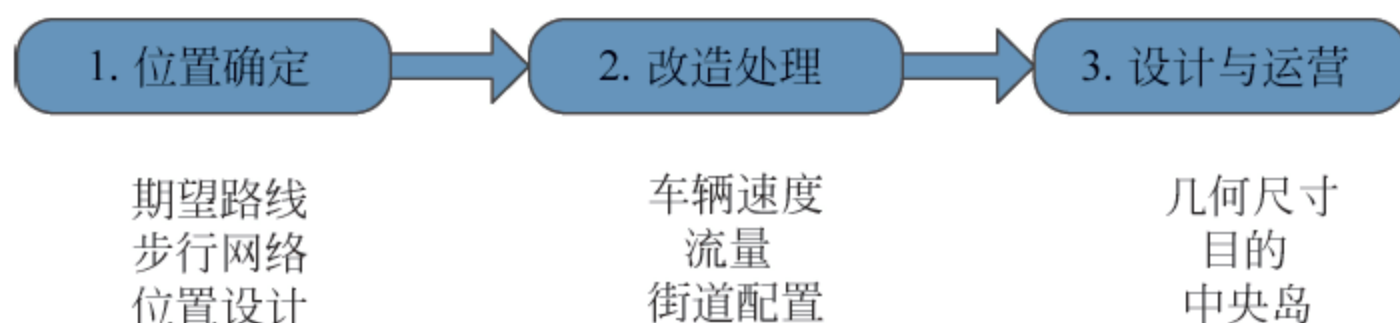 1. 位置确定
2. 改造处理
3. 设计与运营
期望路线
步行网络
位置设计
车辆速度
流量
街道配置
几何尺寸
目的
中央岛